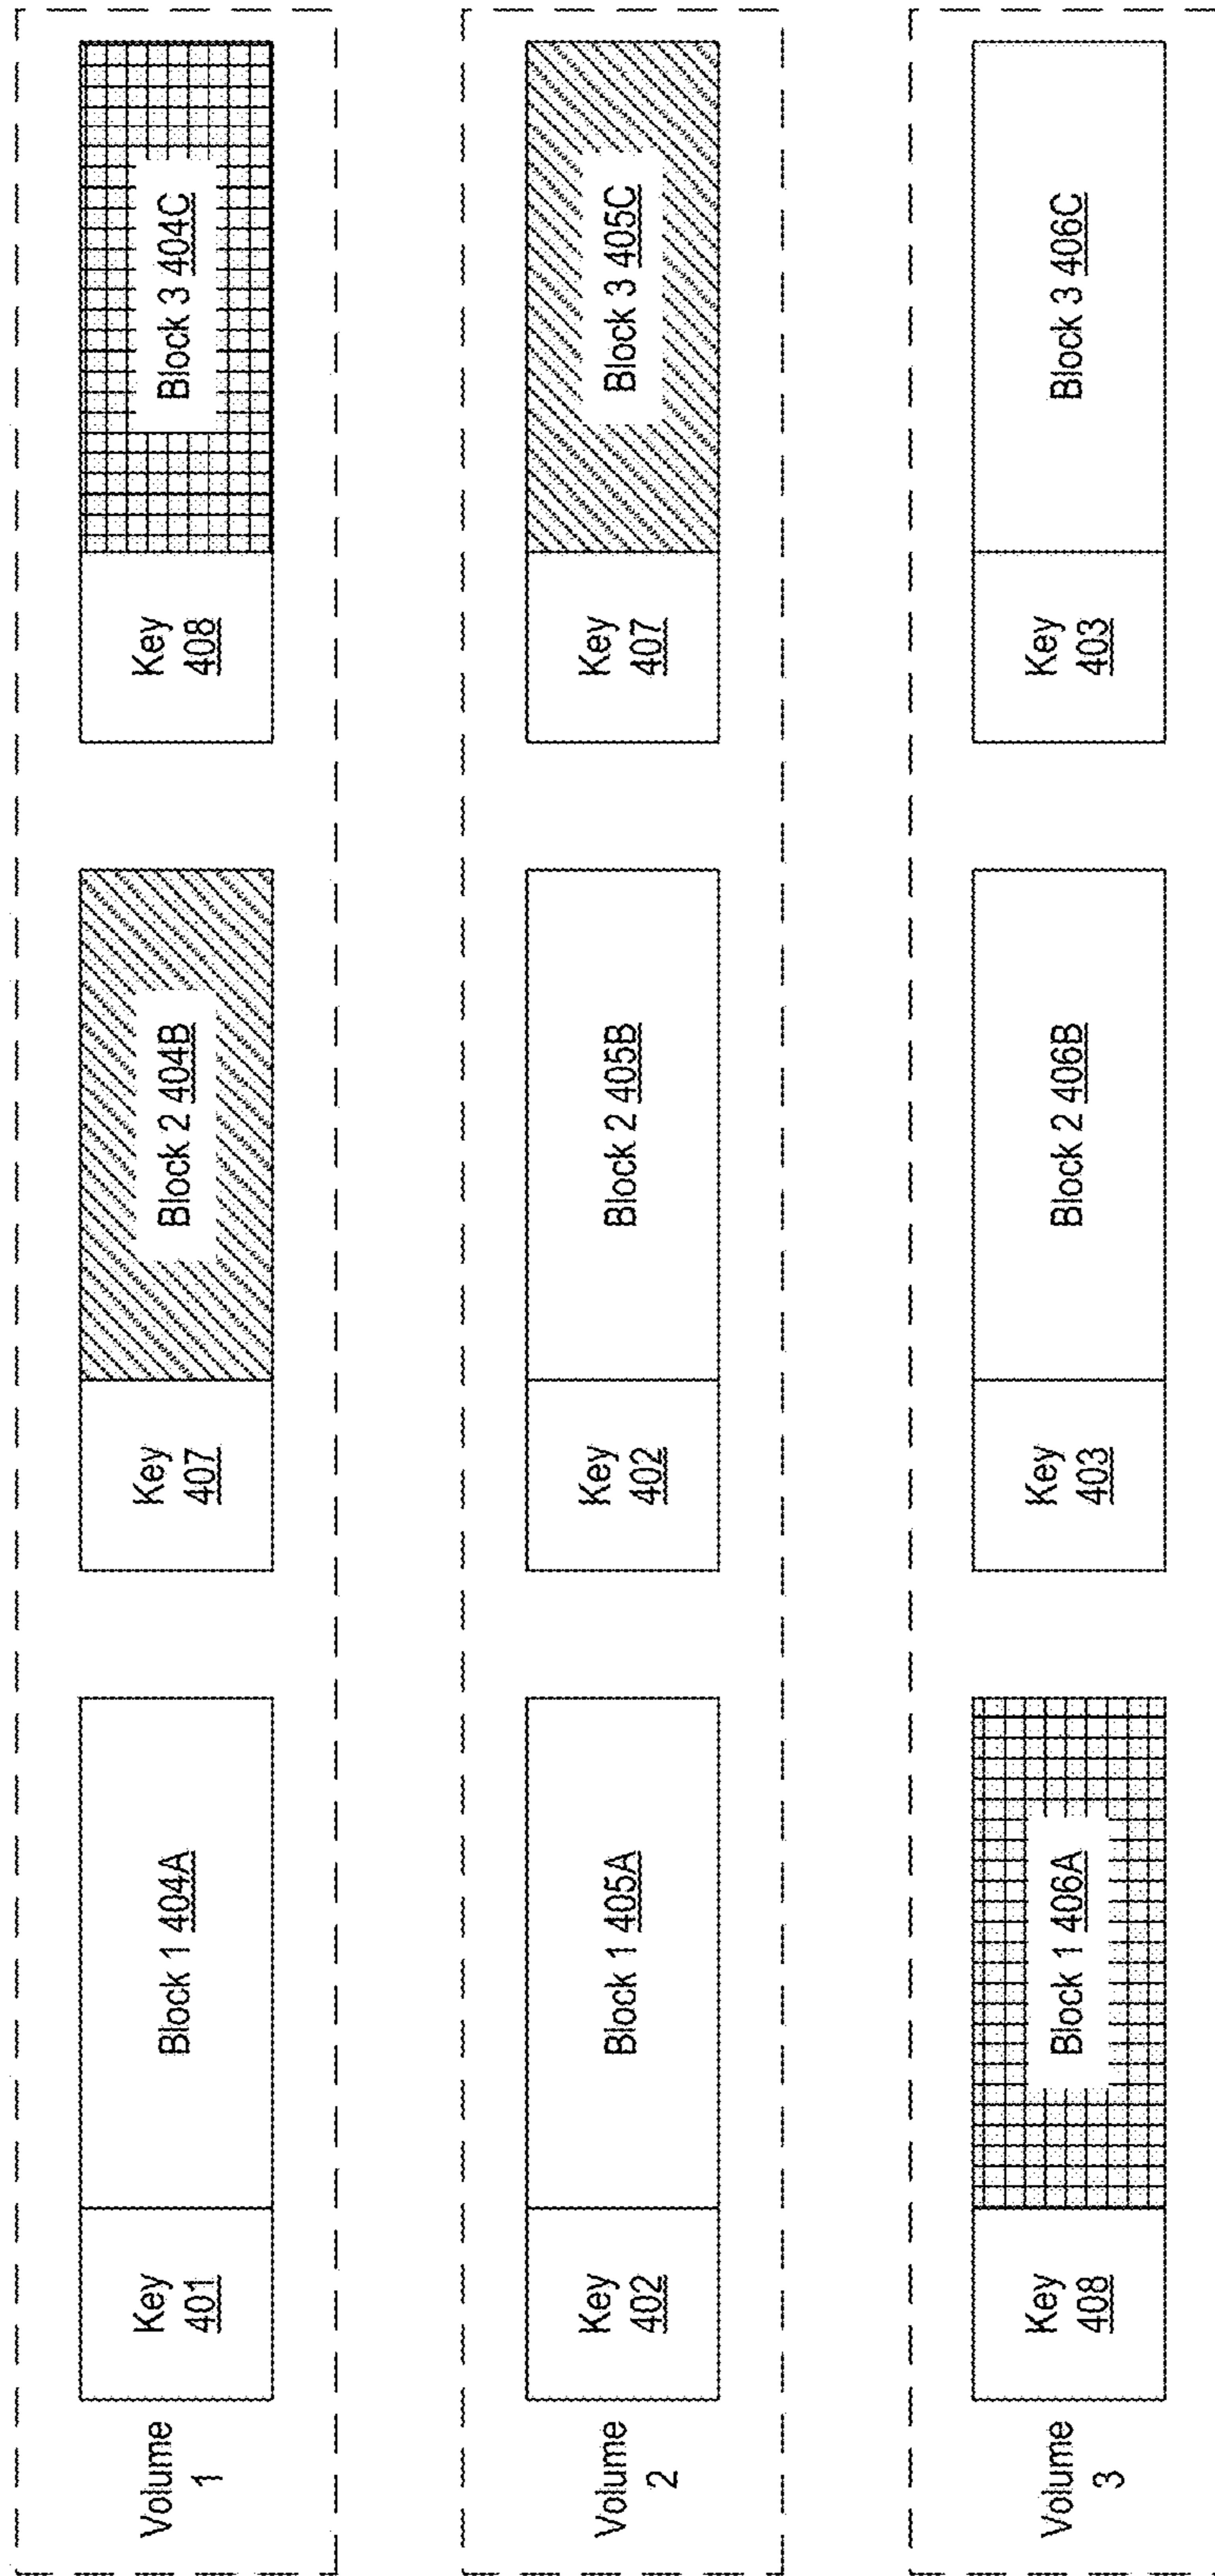 Volume
1
Key
401
Block 1 404A
Key
407
Block 2 404B
Key
408
Block 3 404C
Volume
2
Key
402
Block 1 405A
Key
402
Block 2 405B
Key
407
Block 3 405C
Volume
3
Key
408
Block 1 406A
Key
403
Block 2 406B
Key
403
Block 3 406C